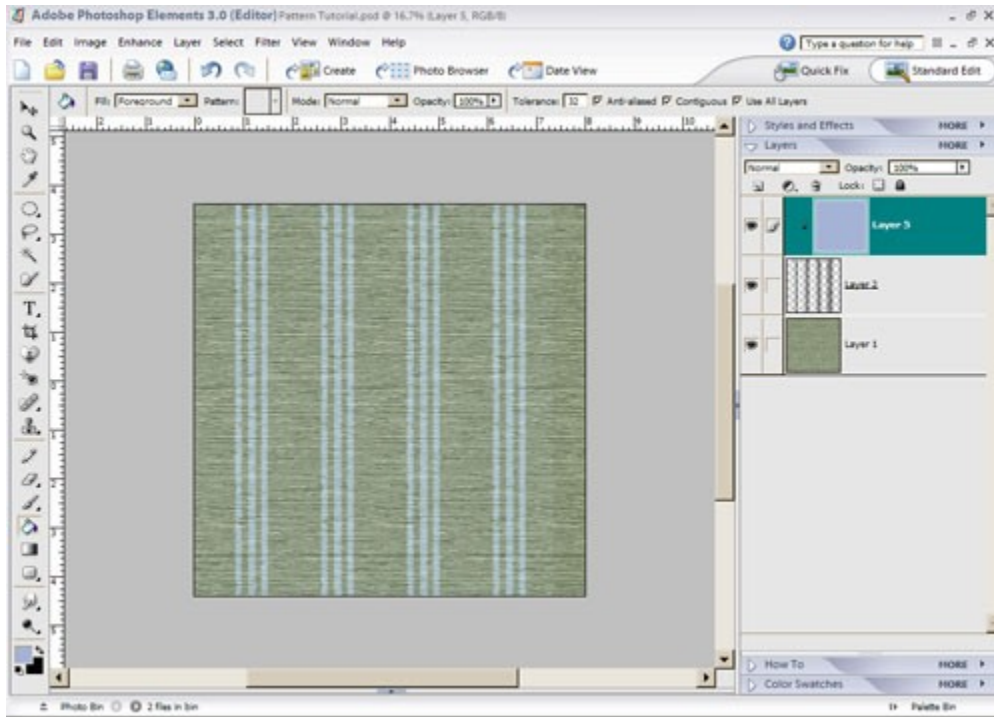 Adobe Photoshop Elements 3.0 (Editor) Pattern Tutorial.psd @ 16.7% (Layer 3, RGB/8)
File Edit Image Enhance Layer Select Filter View Window Help
Type a question for help
Create Photo Browser Date View Quick Fix Standard Edit
Fill: Foreground Pattern: Mode: Normal Opacity: 100% Tolerance: 32 Anti-aliased Contiguous Use All Layers
Styles and Effects MORE
Layers MORE
Normal Opacity: 100%
Lock:
Layer 3
Layer 2
Layer 1
How To MORE
Color Swatches MORE
Photo Bin 2 files in bin Palette Bin